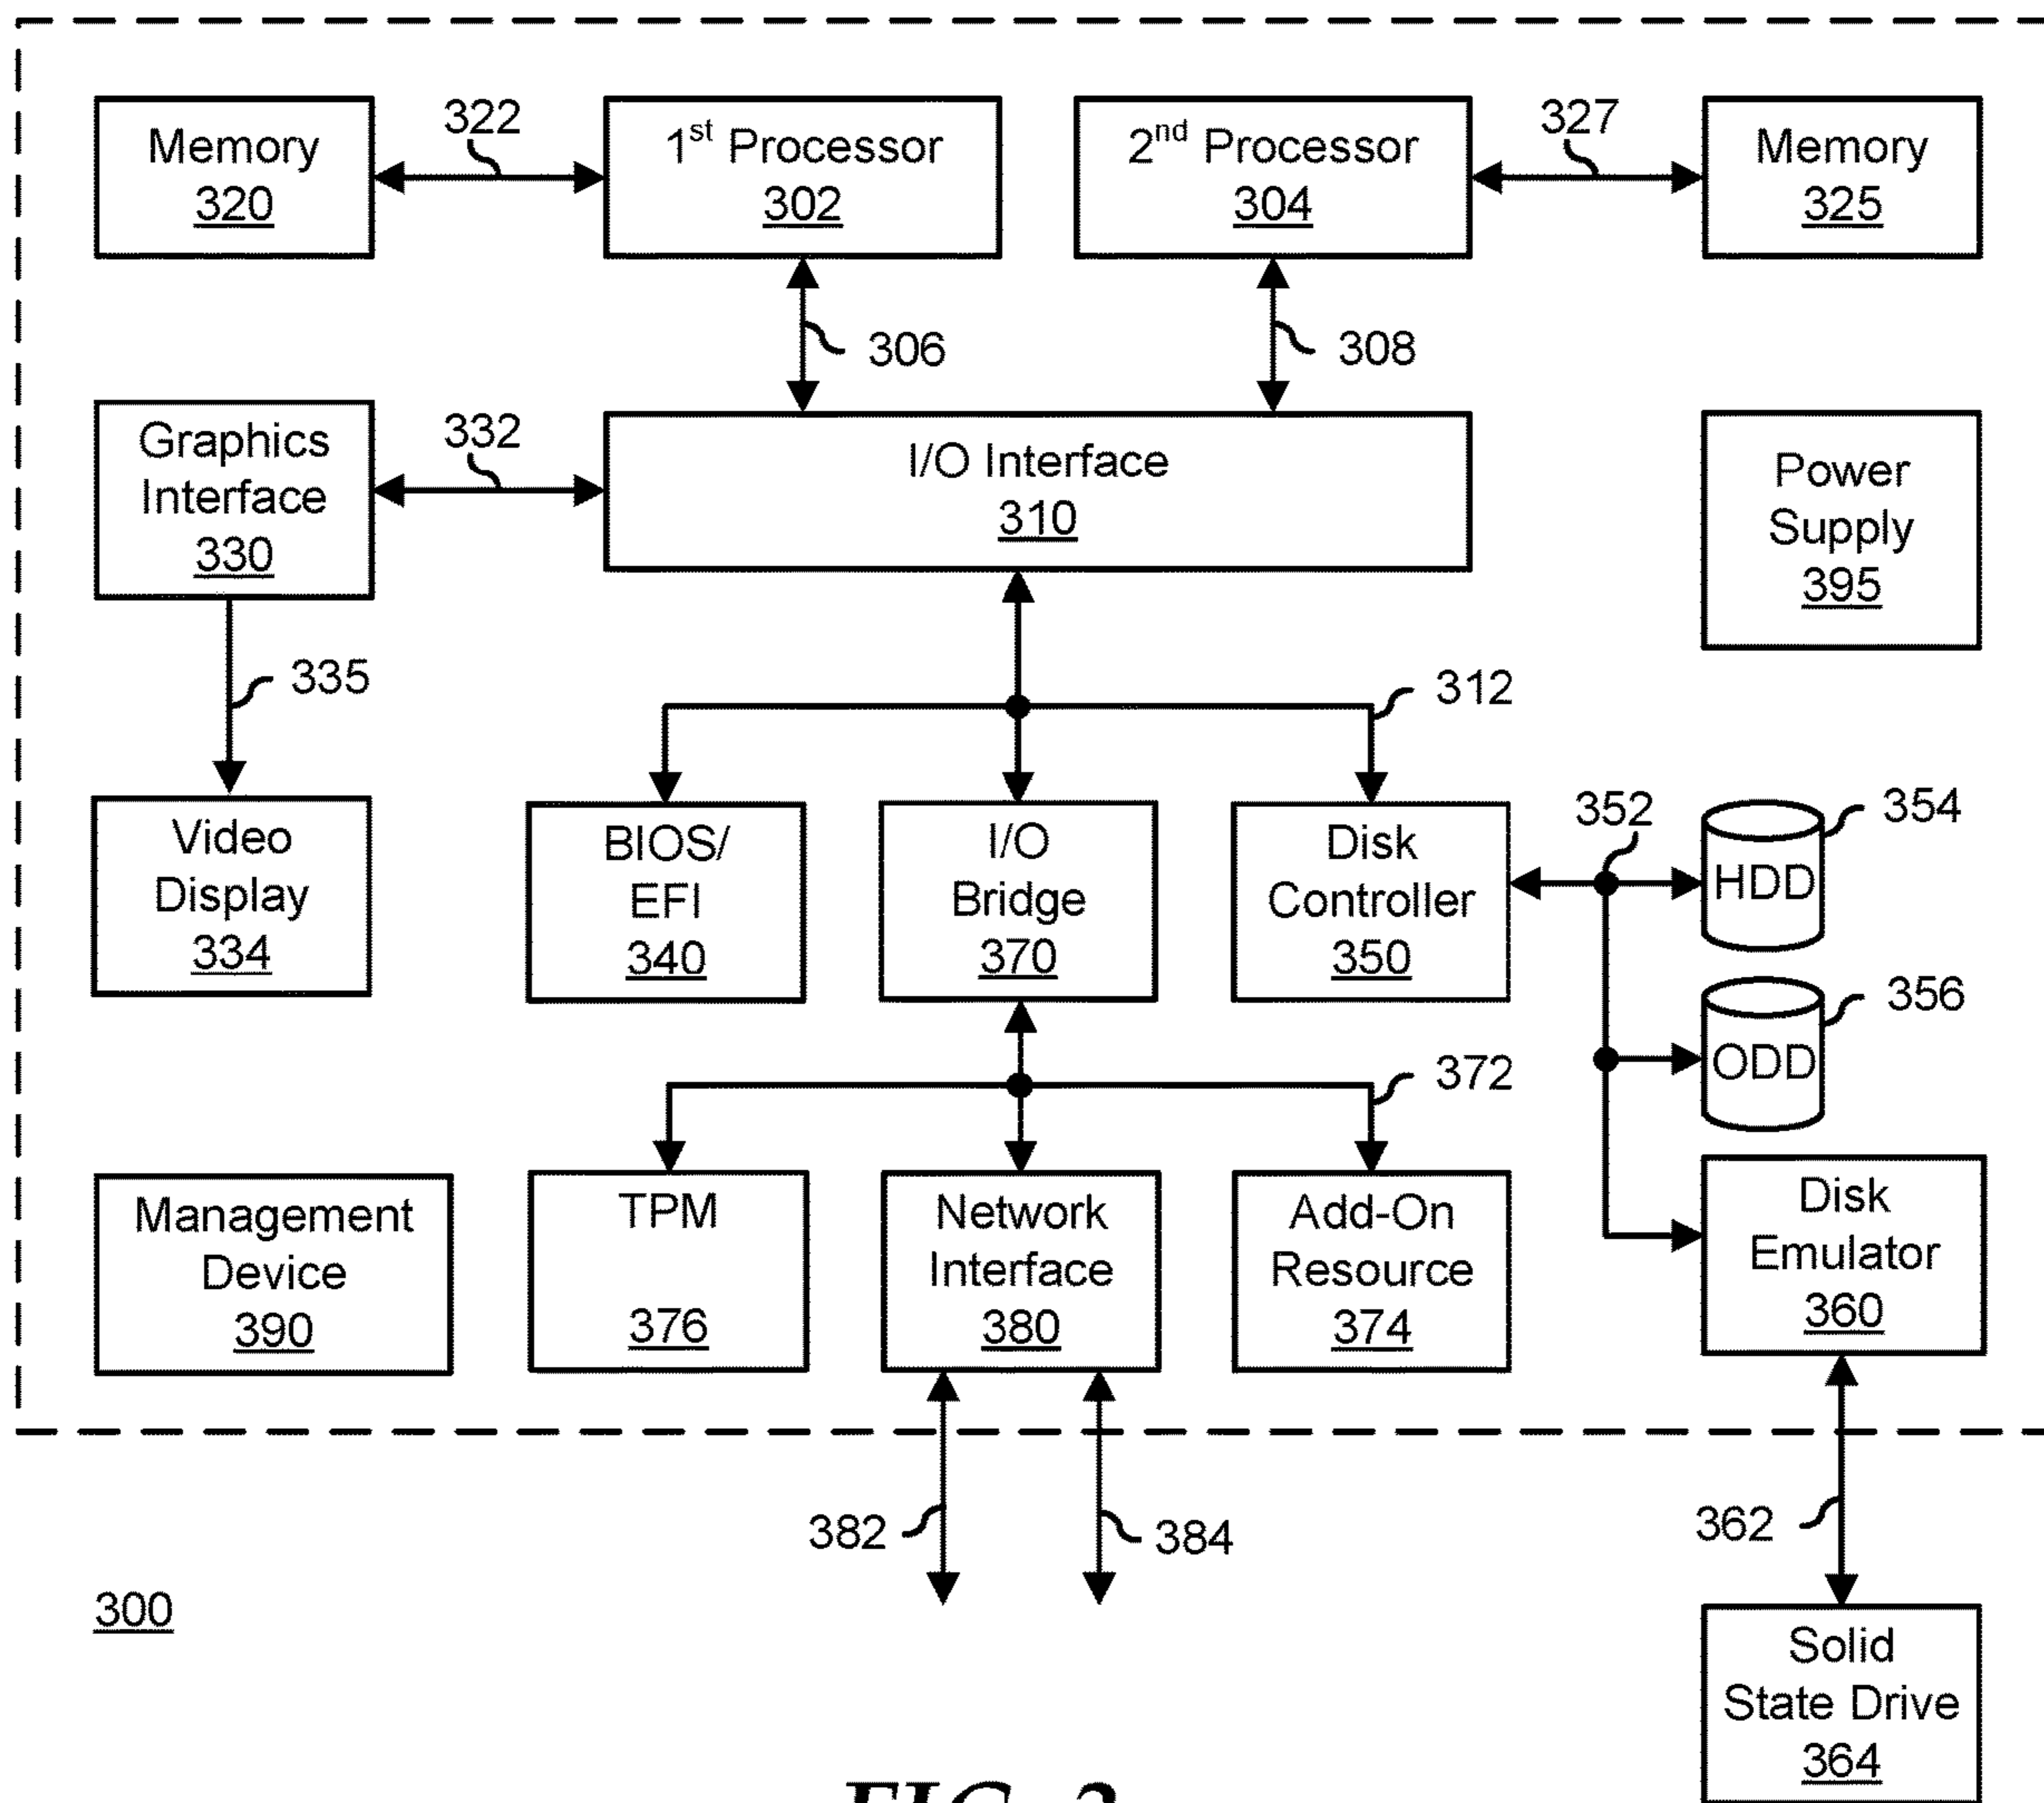 322
327
Memory
320
1st Processor
302
2nd Processor
304
Memory
325
306
308
Graphics
Interface
330
332
I/O Interface
310
Power
Supply
395
335
312
Video
Display
334
BIOS/
EFI
340
I/O
Bridge
370
Disk
Controller
350
352
HDD
354
ODD
356
372
Management
Device
390
TPM
376
Network
Interface
380
Add-On
Resource
374
Disk
Emulator
360
382
384
362
300
Solid
State Drive
364